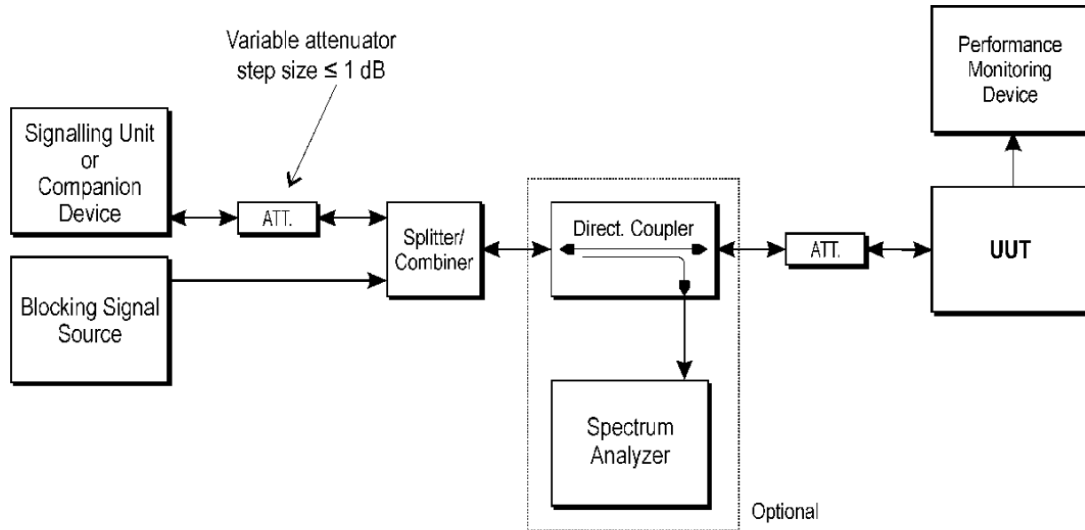 Variable attenuator
step size ≤ 1 dB
Performance
Monitoring
Device
Signalling Unit
or
Companion
Device
ATT.
Splitter/
Combiner
Direct. Coupler
ATT.
UUT
Blocking Signal
Source
Spectrum
Analyzer
Optional